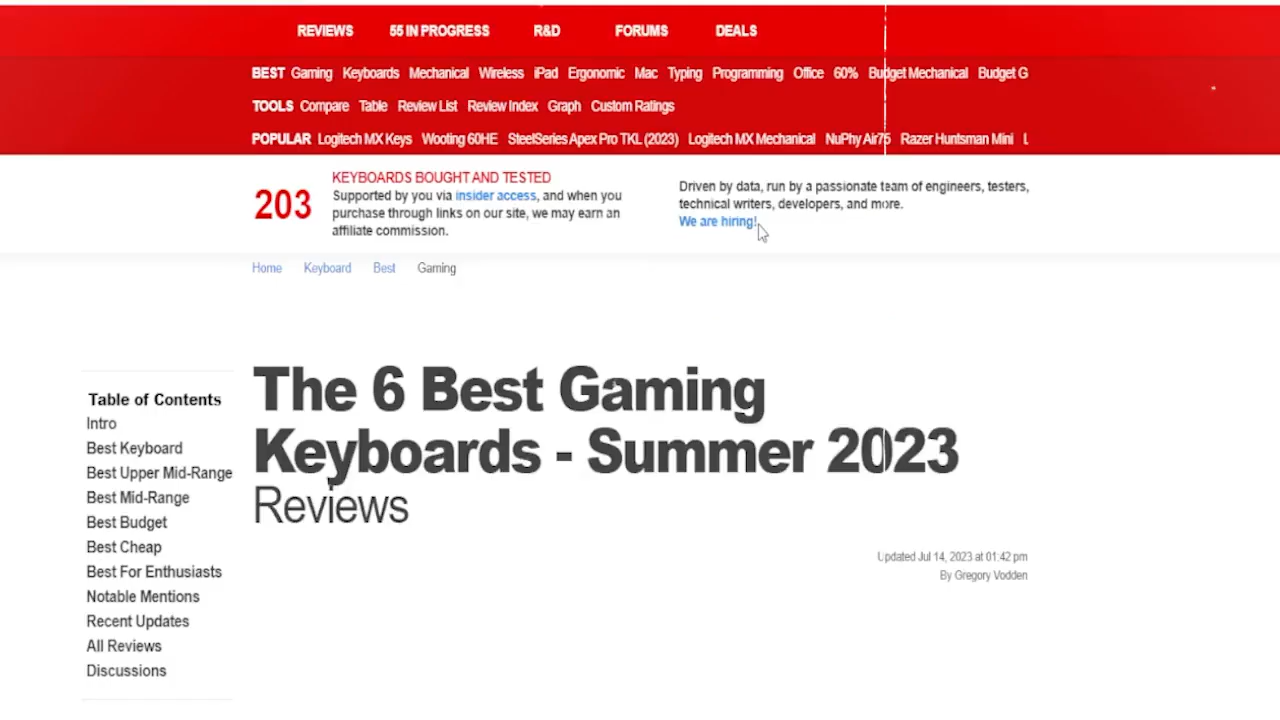 REVIEWS 55 IN PROGRESS R&D FORUMS DEALS
BEST Gaming Keyboards Mechanical Wireless iPad Ergonomic Mac Typing Programming Office 60% Budget Mechanical Budget G
TOOLS Compare Table Review List Review Index Graph Custom Ratings
POPULAR Logitech MX Keys Wooting 60HE SteelSeries Apex Pro TKL (2023) Logitech MX Mechanical NuPhy Air75 Razer Huntsman Mini L
203
KEYBOARDS BOUGHT AND TESTED
Supported by you via insider access, and when you
purchase through links on our site, we may earn an
affiliate commission.
Driven by data, run by a passionate team of engineers, testers,
technical writers, developers, and more.
We are hiring!
Home Keyboard Best Gaming
The 6 Best Gaming
Keyboards - Summer 2023
Reviews
Updated Jul 14, 2023 at 01:42 pm
By Gregory Vodden
Table of Contents
Intro
Best Keyboard
Best Upper Mid-Range
Best Mid-Range
Best Budget
Best Cheap
Best For Enthusiasts
Notable Mentions
Recent Updates
All Reviews
Discussions